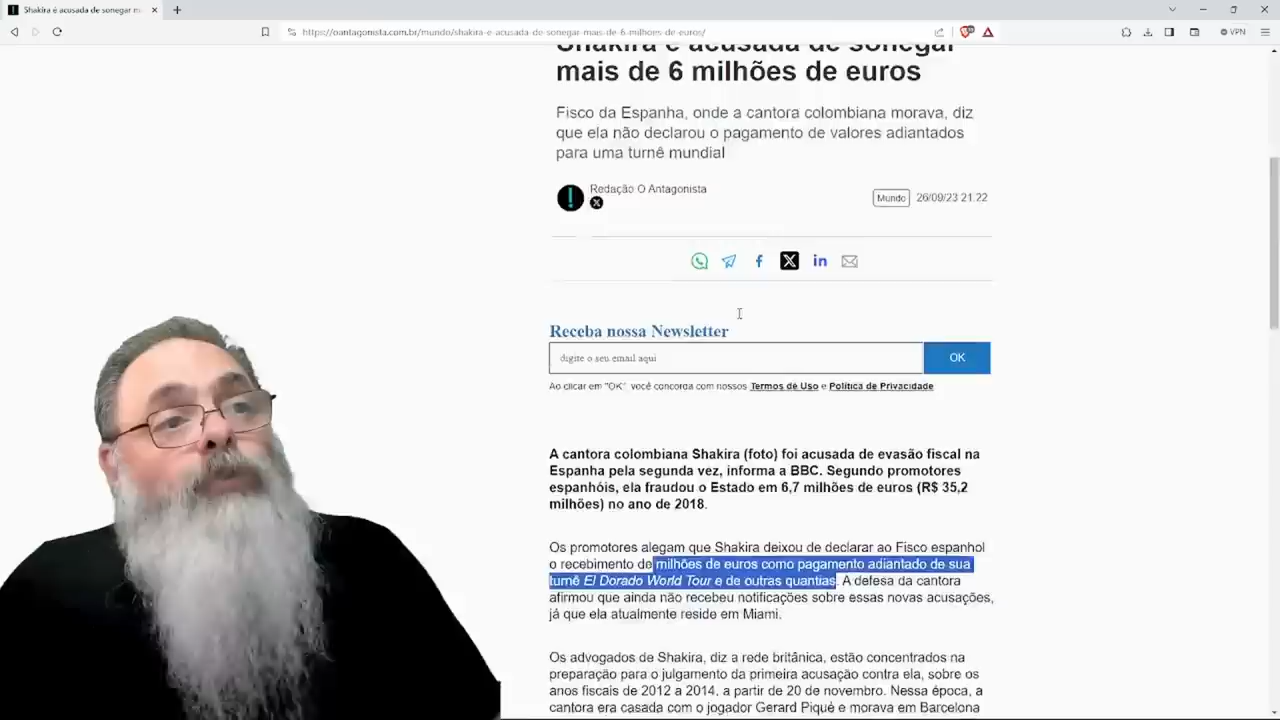 Shakira é acusada de sonegar m
https://oantagonista.com.br/mundo/shakira-e-acusada-de-sonegar-mais-de-6-milhoes-de-euros/
VPN
Shakira é acusada de sonegar
mais de 6 milhões de euros
Fisco da Espanha, onde a cantora colombiana morava, diz
que ela não declarou o pagamento de valores adiantados
para uma turnê mundial
Redação O Antagonista
Mundo 26/09/23 21:22
Receba nossa Newsletter
digite o seu email aqui
OK
Ao clicar em "OK" você concorda com nossos Termos de Uso e Política de Privacidade
A cantora colombiana Shakira (foto) foi acusada de evasão fiscal na
Espanha pela segunda vez, informa a BBC. Segundo promotores
espanhóis, ela fraudou o Estado em 6,7 milhões de euros (R$ 35,2
milhões) no ano de 2018.
Os promotores alegam que Shakira deixou de declarar ao Fisco espanhol
o recebimento de milhões de euros como pagamento adiantado de sua
turnê El Dorado World Tour e de outras quantias. A defesa da cantora
afirmou que ainda não recebeu notificações sobre essas novas acusações,
já que ela atualmente reside em Miami.
Os advogados de Shakira, diz a rede britânica, estão concentrados na
preparação para o julgamento da primeira acusação contra ela, sobre os
anos fiscais de 2012 a 2014, a partir de 20 de novembro. Nessa época, a
cantora era casada com o jogador Gerard Piqué e morava em Barcelona